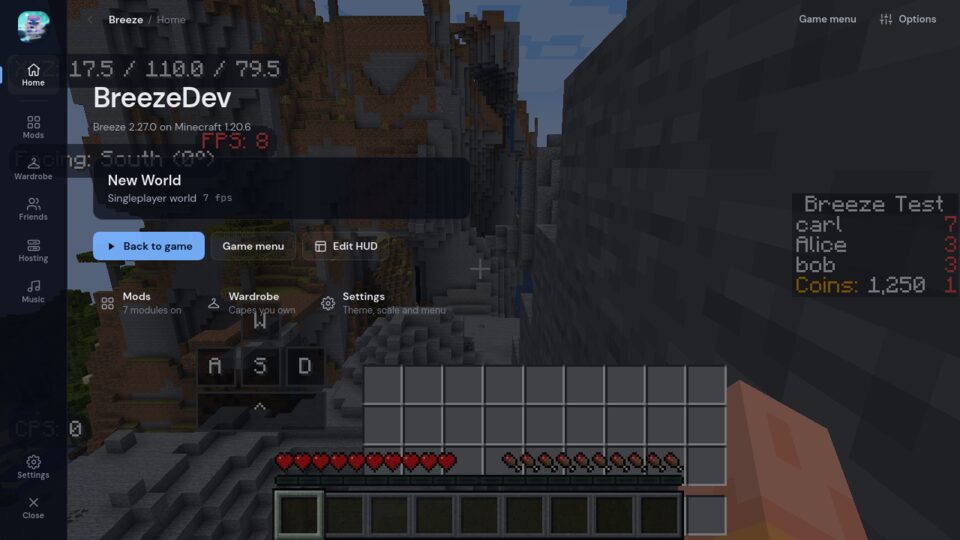 Breeze / Home
Game menu
Options
XYZ: 17.5 / 110.0 / 79.5
Home
BreezeDev
Breeze 2.27.0 on Minecraft 1.20.6
FPS: 8
Mods
Facing: South (0°)
Wardrobe
New World
Singleplayer world 7 fps
Friends
Breeze Test
carl 7
Alice 3
bob 3
Coins: 1,250 1
Back to game
Game menu
Edit HUD
Hosting
Music
Mods
7 modules on
Wardrobe
Capes you own
Settings
Theme, scale and menu
W
A S D
CPS: 0
Settings
Close